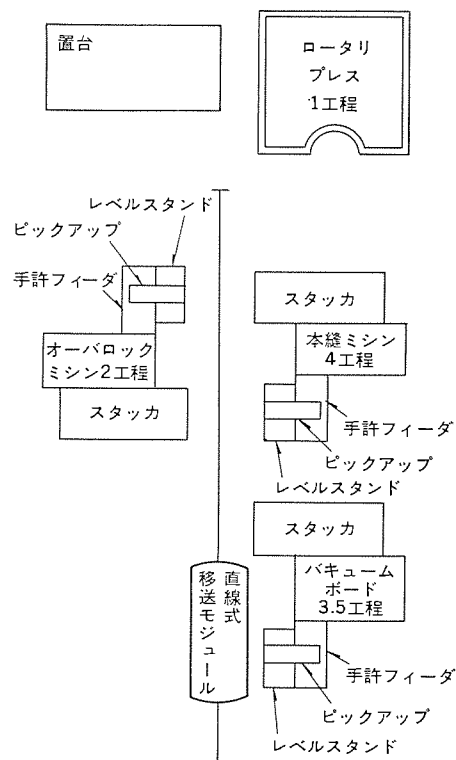 置台
ロータリ
プレス
1工程
レベルスタンド
ピックアップ
手許フィーダ
オーバロック
ミシン2工程
スタッカ
スタッカ
本縫ミシン
4工程
手許フィーダ
ピックアップ
レベルスタンド
スタッカ
バキューム
ボード
3.5工程
手許フィーダ
ピックアップ
レベルスタンド
直線式
移送モジュール